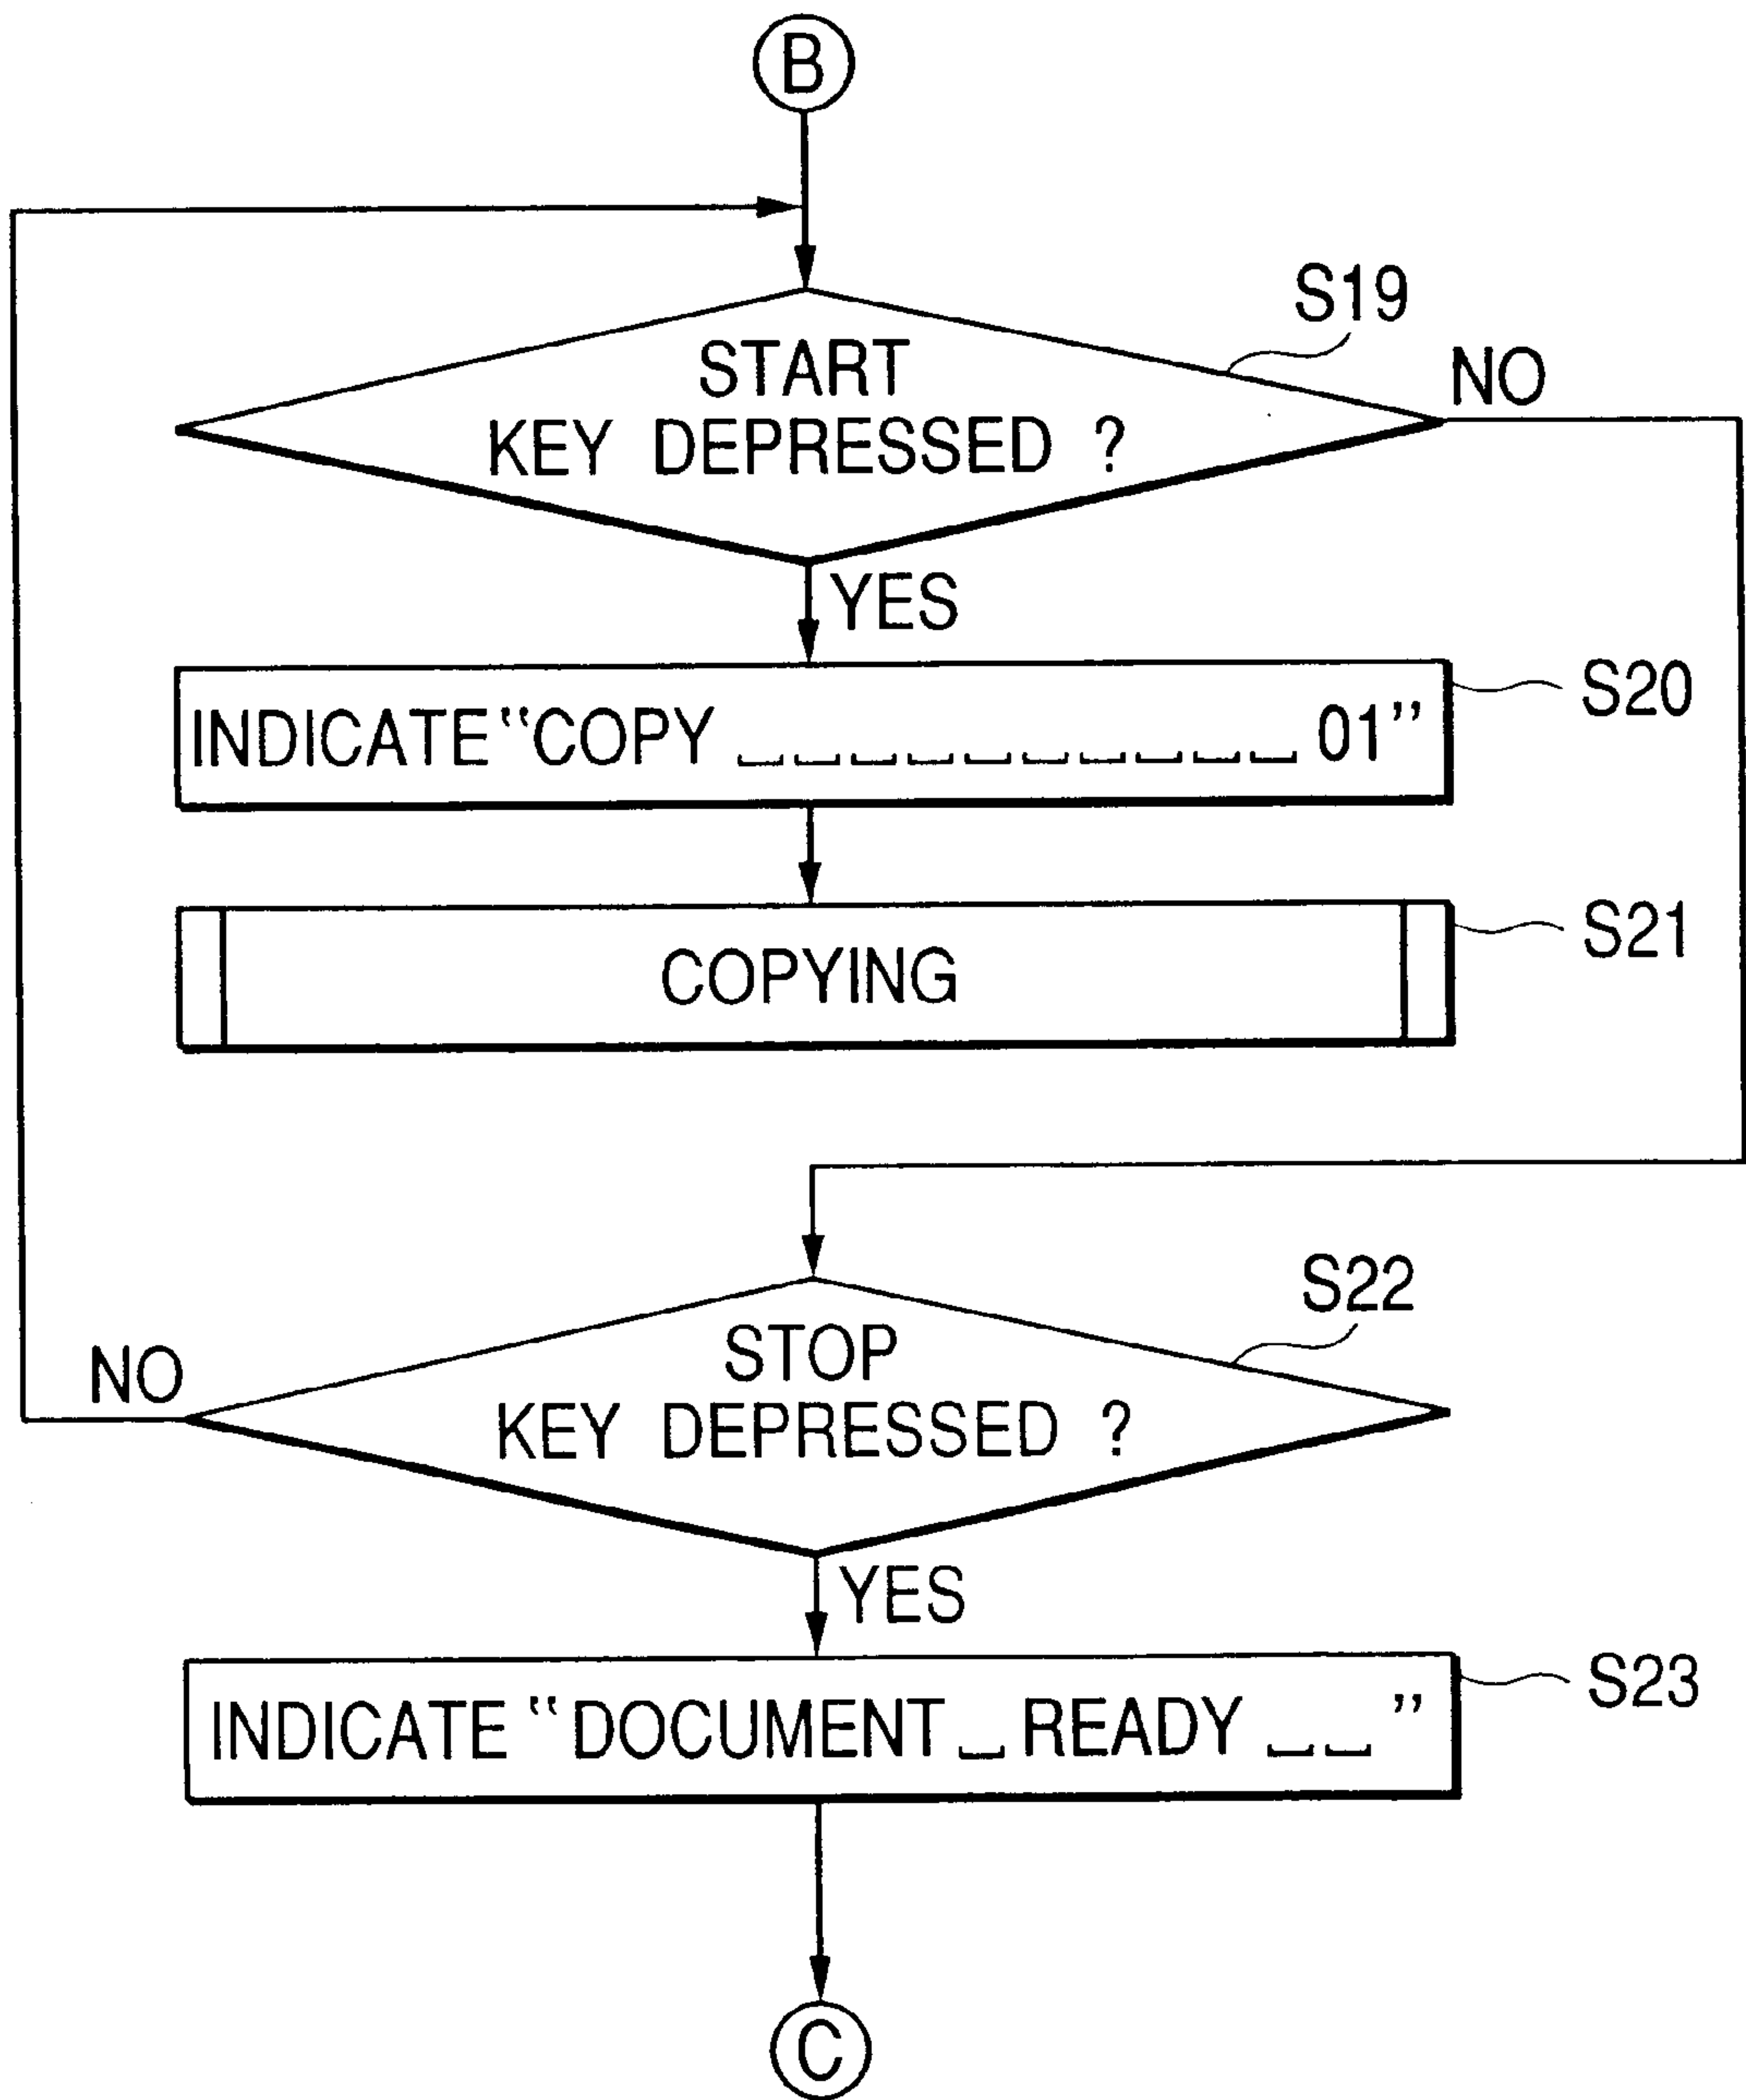 B
S19
START
KEY DEPRESSED ?
NO
YES
INDICATE “COPY ␣␣␣␣␣␣␣␣␣␣ 01”
S20
COPYING
S21
S22
STOP
KEY DEPRESSED ?
NO
YES
INDICATE “DOCUMENT ␣ READY ␣␣ ”
S23
C